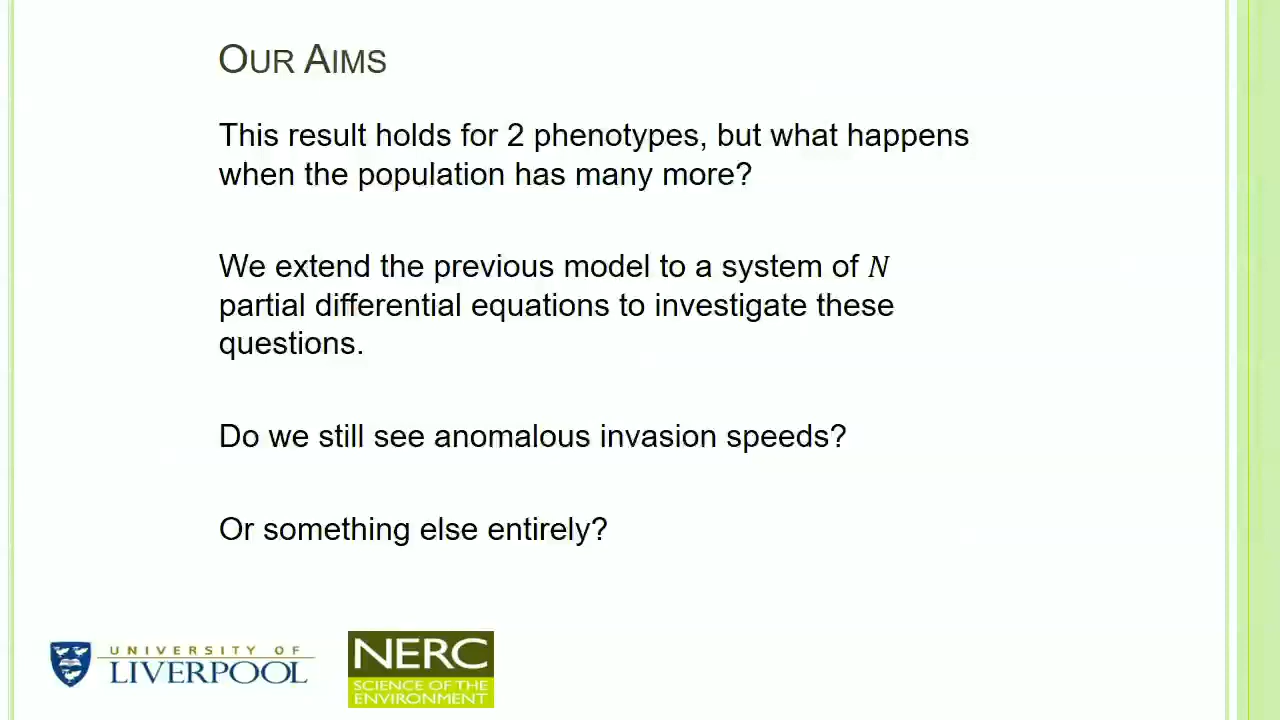 OUR AIMS
This result holds for 2 phenotypes, but what happens
when the population has many more?
We extend the previous model to a system of N
partial differential equations to investigate these
questions.
Do we still see anomalous invasion speeds?
Or something else entirely?
UNIVERSITY OF
LIVERPOOL
NERC
SCIENCE OF THE
ENVIRONMENT